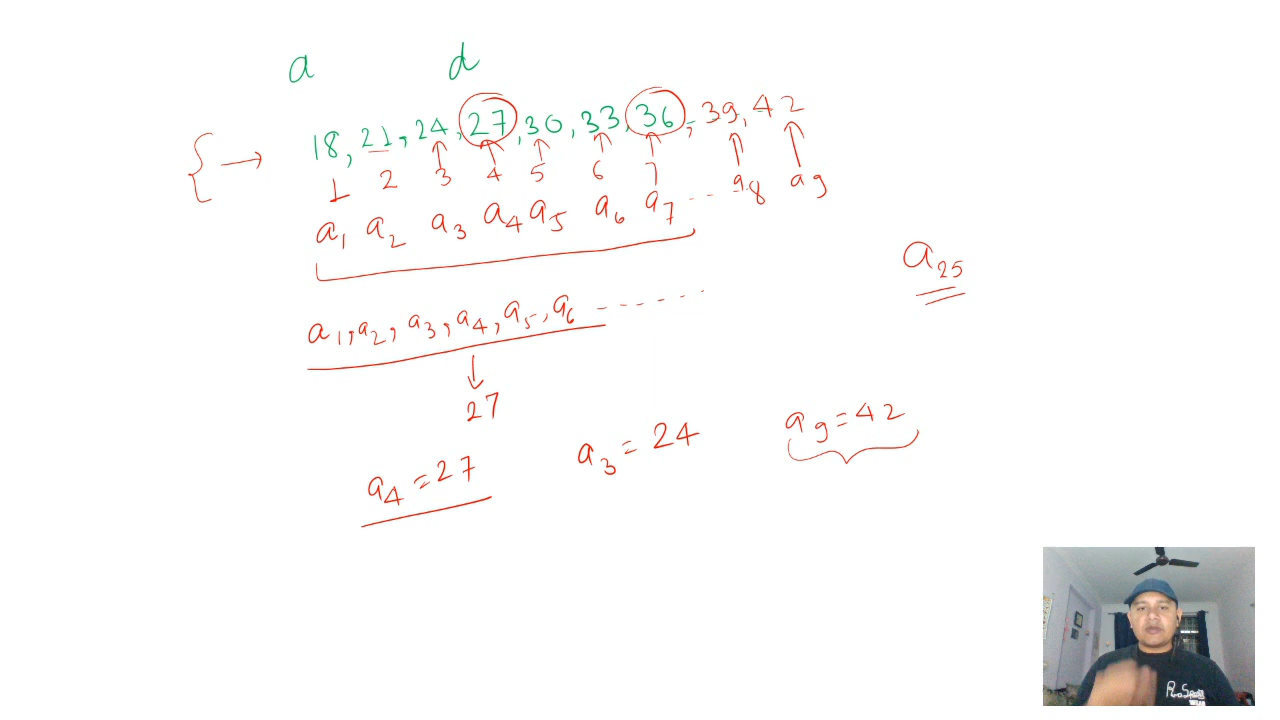 a d
18, 21, 24, 27, 30, 33, 36, 39, 42
1 2 3 4 5 6 7
a1 a2 a3 a4 a5 a6 a7 ... a8 a9
a25
a1, a2, a3, a4, a5, a6 .......
27
a4 = 27 a3 = 24 a9 = 42